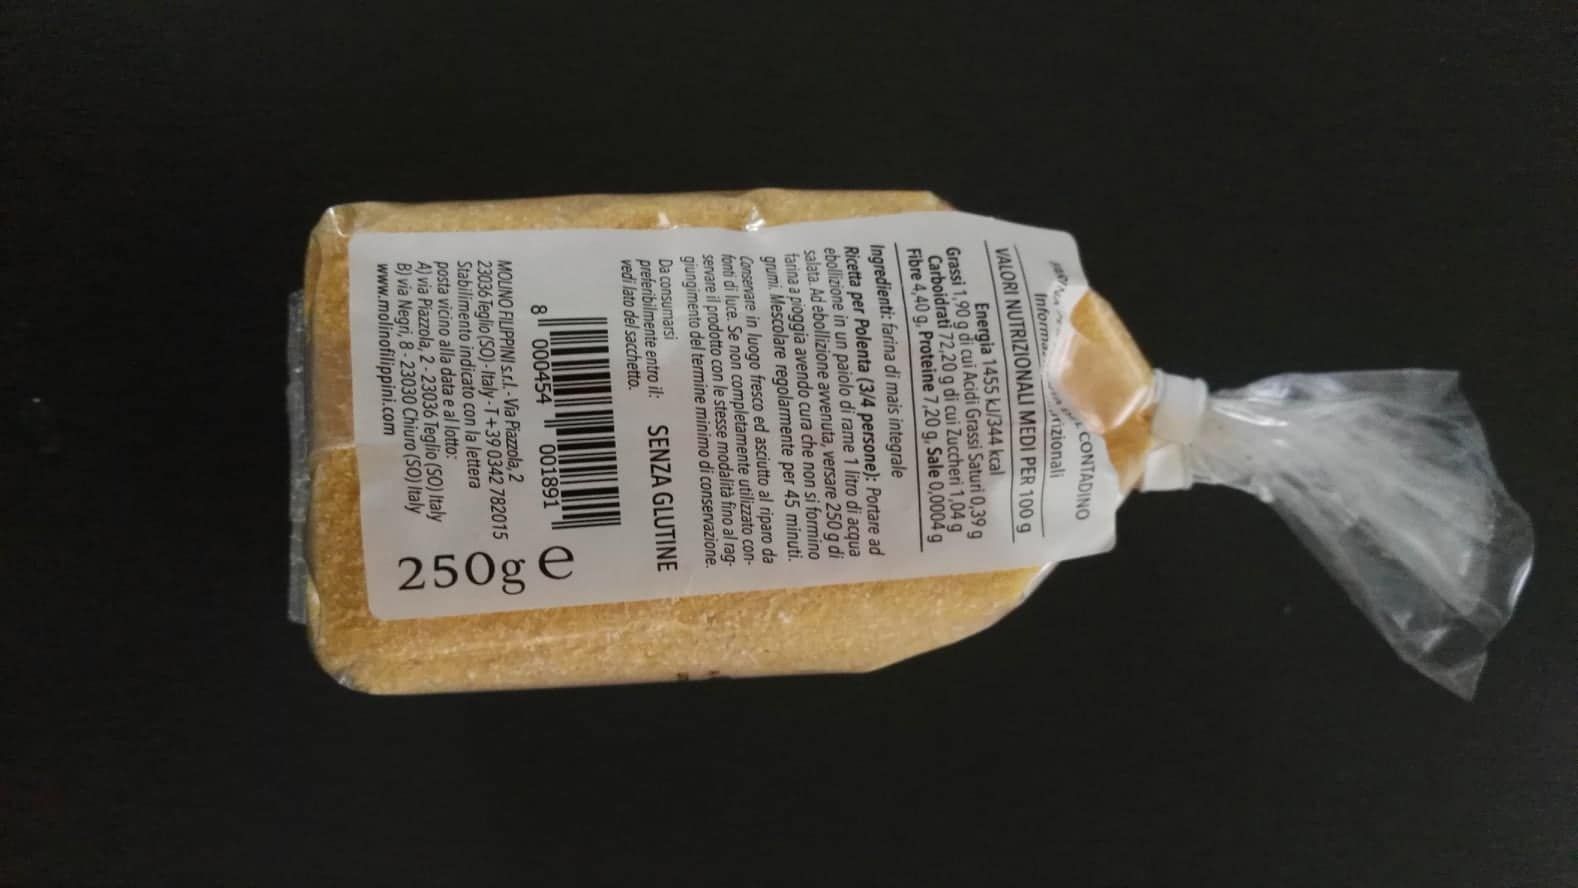 CONTADINO
VALORI NUTRIZIONALI MEDI PER 100 g
Energia 1455 kJ/344 kcal
Grassi 1,90 g di cui Acidi Grassi Saturi 0,39 g
Carboidrati 72,20 g di cui Zuccheri 1,04 g
Fibre 4,40 g, Proteine 7,20 g, Sale 0,0004 g
Ingredienti: farina di mais integrale
Ricetta per Polenta (3/4 persone): Portare ad
ebollizione in un paiolo di rame 1 litro di acqua
salata. Ad ebollizione avvenuta, versare 250 g di
farina a pioggia avendo cura che non si formino
grumi. Mescolare regolarmente per 45 minuti.
Conservare in luogo fresco ed asciutto al riparo da
fonti di luce. Se non completamente utilizzato con-
servare il prodotto con le stesse modalità fino al rag-
giungimento del termine minimo di conservazione.
Da consumarsi
preferibilmente entro il:
vedi lato del sacchetto.
SENZA GLUTINE
8 000454 001891
MOLINO FILIPPINI s.r.l. - Via Piazzola, 2
23036 Teglio (SO) - Italy - T +39 0342 782015
Stabilimento indicato con la lettera
posta vicino alla data e al lotto:
A) via Piazzola, 2 - 23036 Teglio (SO) Italy
B) via Negri, 8 - 23030 Chiuro (SO) Italy
www.molinofilippini.com
250 g e